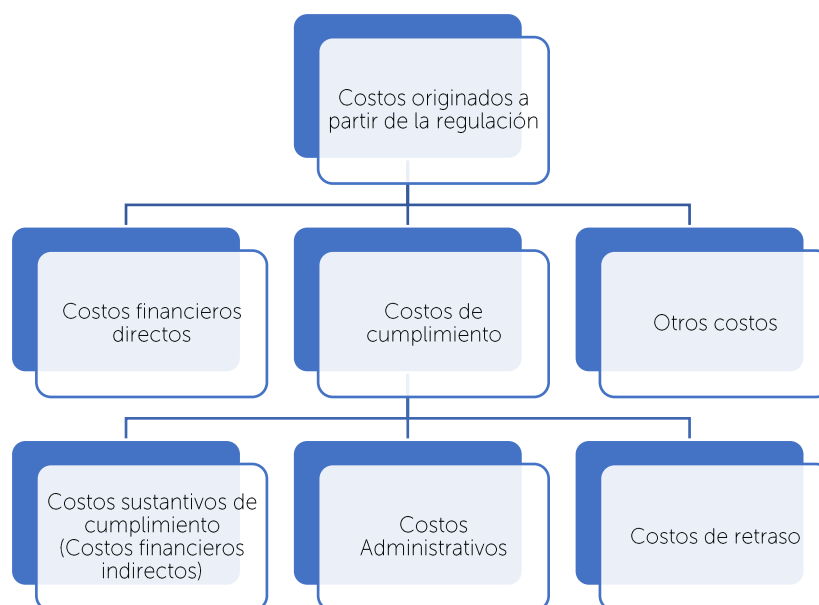 Costos originados a
partir de la regulación
Costos financieros
directos
Costos de
cumplimiento
Otros costos
Costos sustantivos de
cumplimiento
(Costos financieros
indirectos)
Costos
Administrativos
Costos de retraso